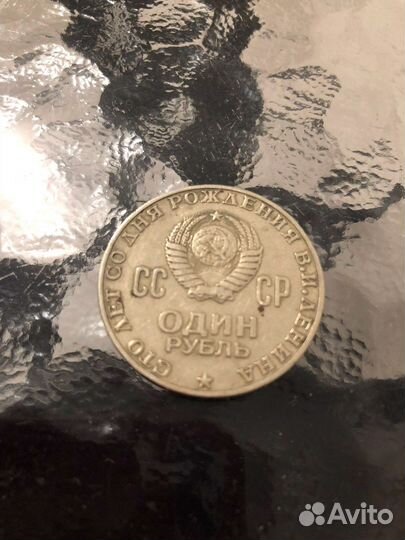 СТО ЛЕТ СО ДНЯ РОЖДЕНИЯ В.И.ЛЕНИНА
СС СР
ОДИН
РУБЛЬ
Avito